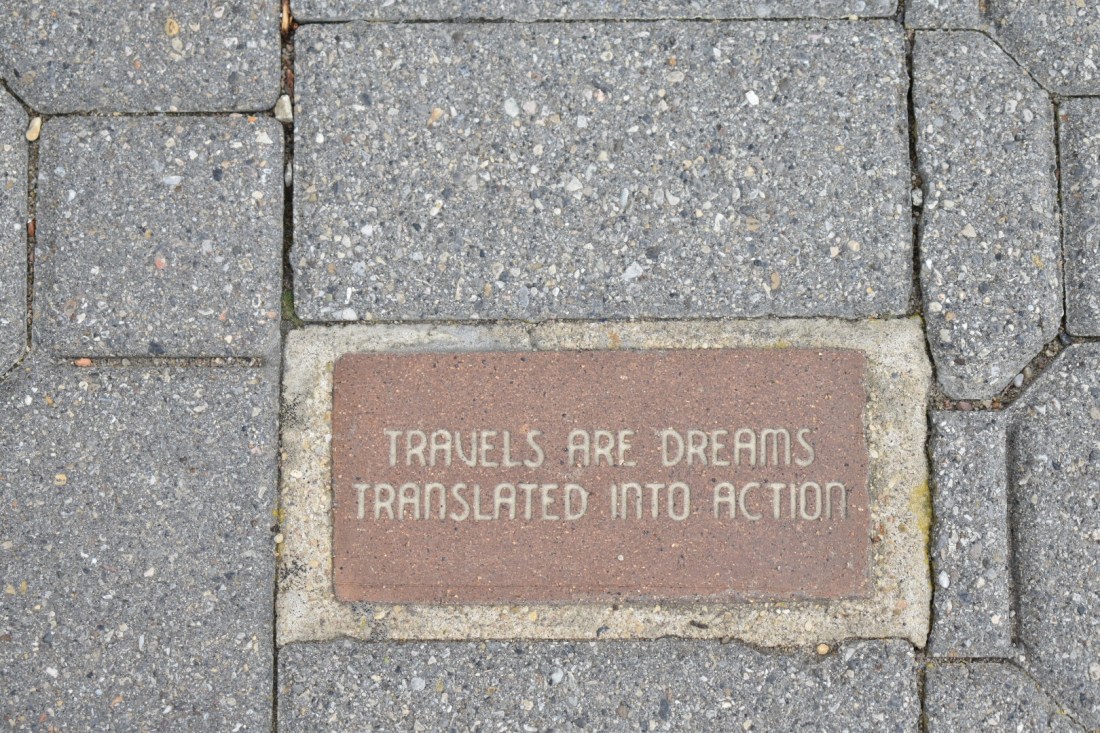 TRAVELS ARE DREAMS
TRANSLATED INTO ACTION